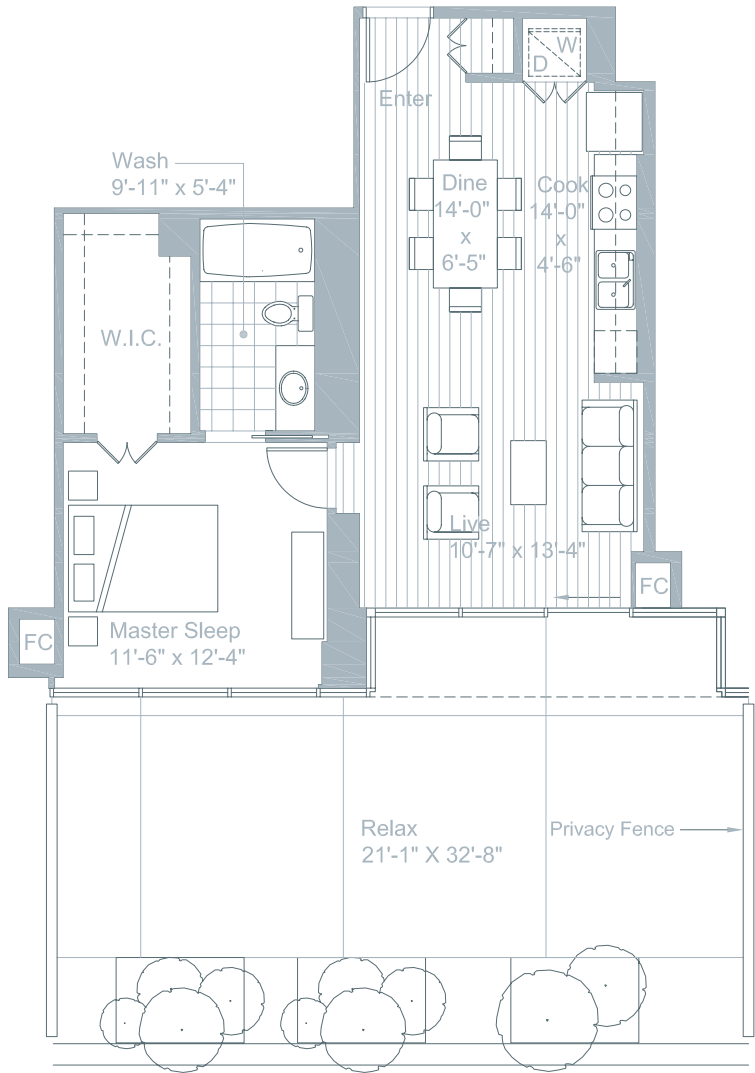 W
D
Enter
Wash
9'-11" x 5'-4"
Dine
14'-0"
x
6'-5"
Cook
14'-0"
x
4'-6"
W.I.C.
Live
10'-7" x 13'-4"
FC
FC
Master Sleep
11'-6" x 12'-4"
Relax
21'-1" X 32'-8"
Privacy Fence